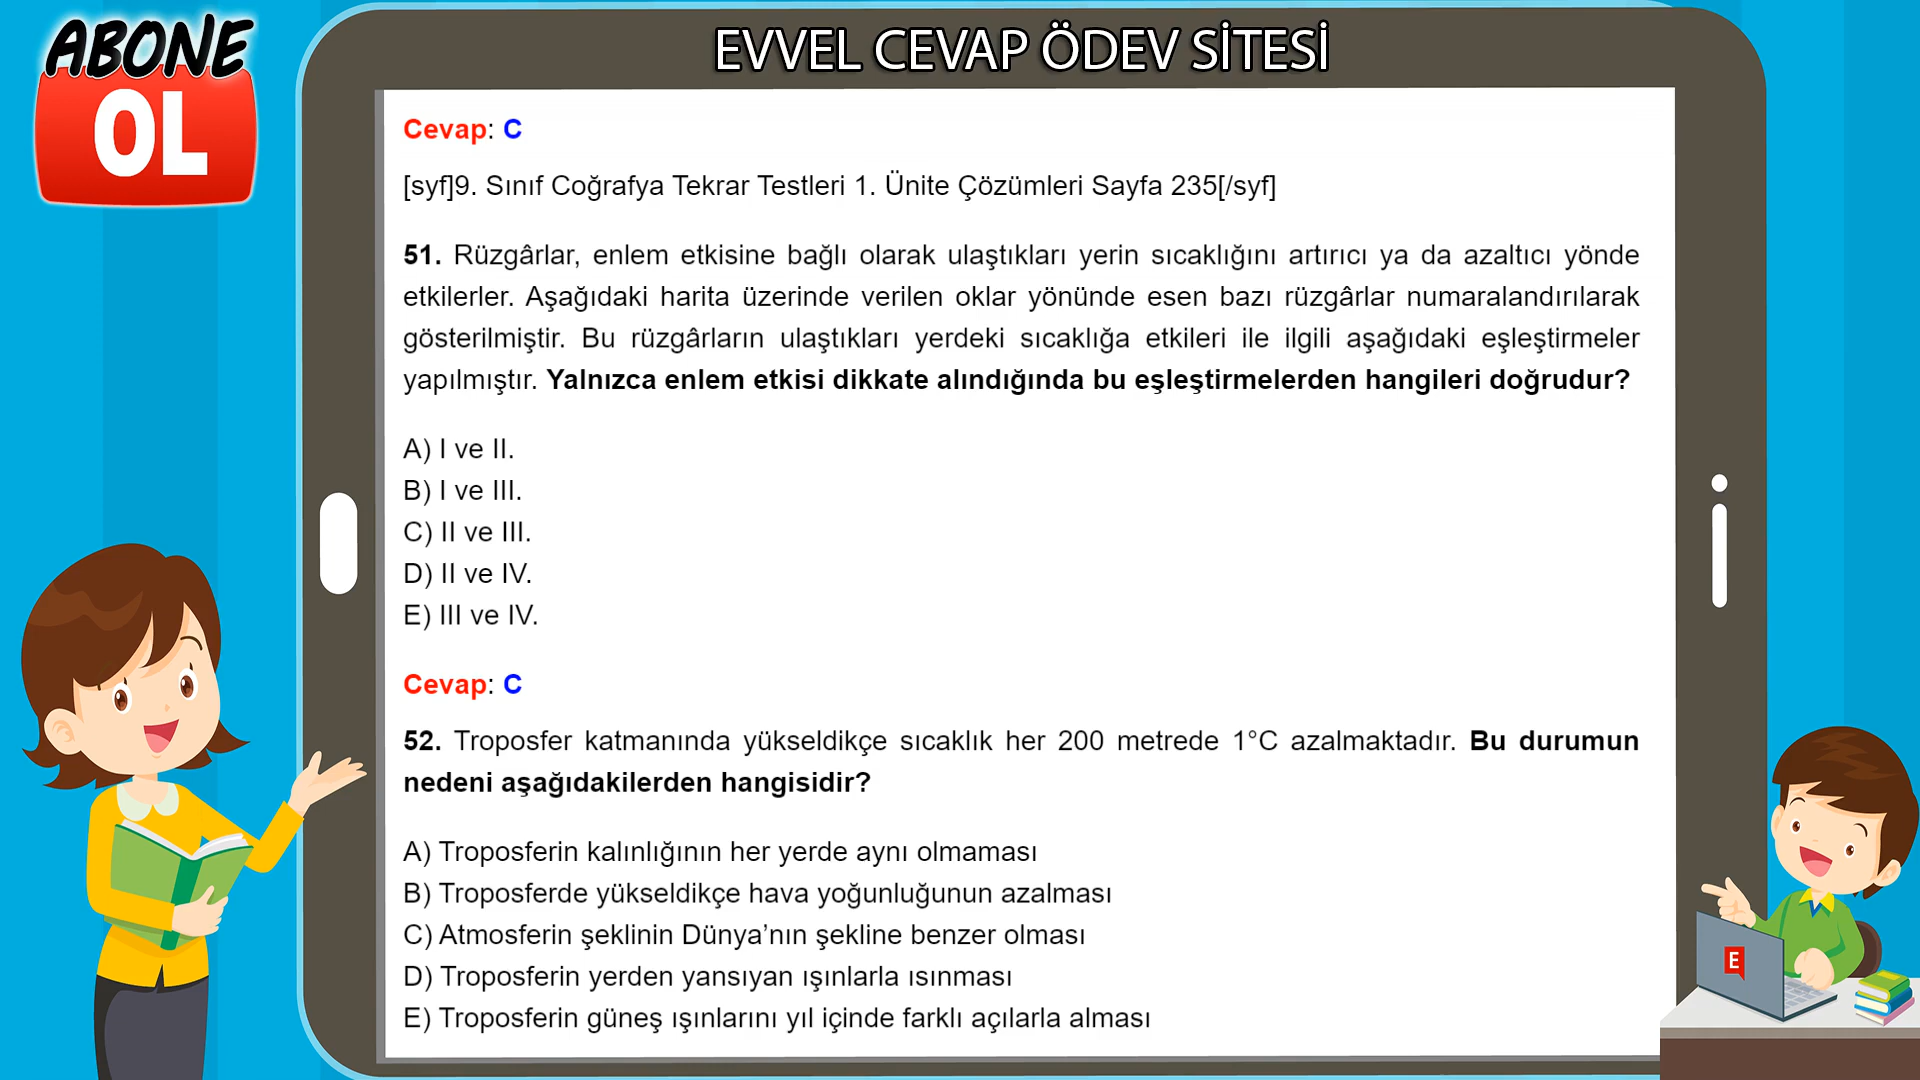 ABONE
OL
EVVEL CEVAP ÖDEV SİTESİ
Cevap: C
[syf]9. Sınıf Coğrafya Tekrar Testleri 1. Ünite Çözümleri Sayfa 235[/syf]
51. Rüzgârlar, enlem etkisine bağlı olarak ulaştıkları yerin sıcaklığını artırıcı ya da azaltıcı yönde
etkilerler. Aşağıdaki harita üzerinde verilen oklar yönünde esen bazı rüzgârlar numaralandırılarak
gösterilmiştir. Bu rüzgârların ulaştıkları yerdeki sıcaklığa etkileri ile ilgili aşağıdaki eşleştirmeler
yapılmıştır. Yalnızca enlem etkisi dikkate alındığında bu eşleştirmelerden hangileri doğrudur?
A) I ve II.
B) I ve III.
C) II ve III.
D) II ve IV.
E) III ve IV.
Cevap: C
52. Troposfer katmanında yükseldikçe sıcaklık her 200 metrede 1°C azalmaktadır. Bu durumun
nedeni aşağıdakilerden hangisidir?
A) Troposferin kalınlığının her yerde aynı olmaması
B) Troposferde yükseldikçe hava yoğunluğunun azalması
C) Atmosferin şeklinin Dünya’nın şekline benzer olması
D) Troposferin yerden yansıyan ışınlarla ısınması
E) Troposferin güneş ışınlarını yıl içinde farklı açılarla alması
E